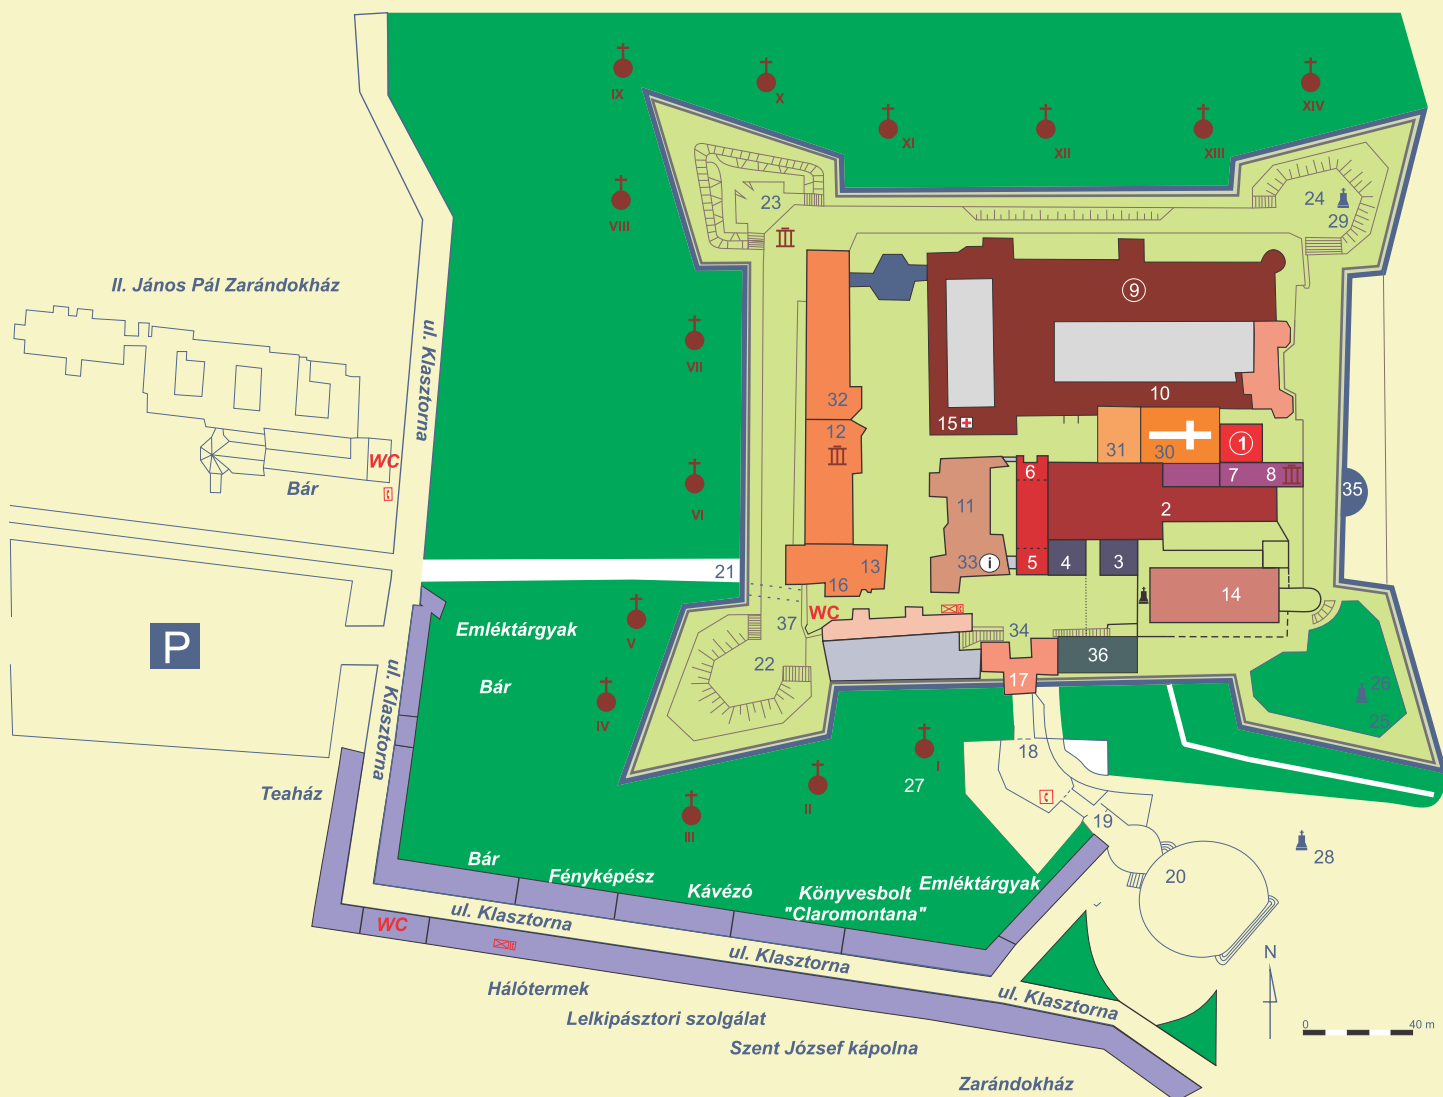 IX
X
XI
XII
XIII
XIV
VIII
23
24
29
II. János Pál Zarándokház
ul. Klasztorna
9
VII
32
10
12
15
31
30
1
WC
Bár
6
7
8
VI
11
2
35
21
33
i
5
4
3
13
16
14
WC
Emléktárgyak
V
37
34
P
22
36
17
26
25
Bár
ul. Klasztorna
IV
I
18
27
Teaház
II
III
19
28
20
Bár
Fényképész
Kávézó
Könyvesbolt
"Claromontana"
Emléktárgyak
WC
ul. Klasztorna
ul. Klasztorna
ul. Klasztorna
N
0 40 m
Hálótermek
Lelkipásztori szolgálat
Szent József kápolna
Zarándokház